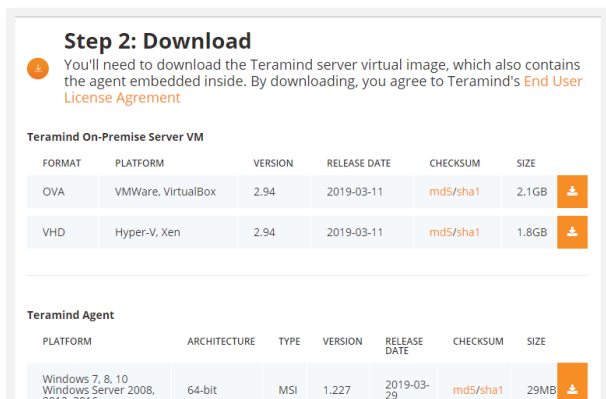 Step 2: Download
You'll need to download the Teramind server virtual image, which also contains
the agent embedded inside. By downloading, you agree to Teramind's End User
License Agrement
Teramind On-Premise Server VM
FORMAT PLATFORM VERSION RELEASE DATE CHECKSUM SIZE
OVA VMWare, VirtualBox 2.94 2019-03-11 md5/sha1 2.1GB
VHD Hyper-V, Xen 2.94 2019-03-11 md5/sha1 1.8GB
Teramind Agent
PLATFORM ARCHITECTURE TYPE VERSION RELEASE DATE CHECKSUM SIZE
Windows 7, 8, 10
Windows Server 2008, 64-bit MSI 1.227 2019-03-29 md5/sha1 29MB